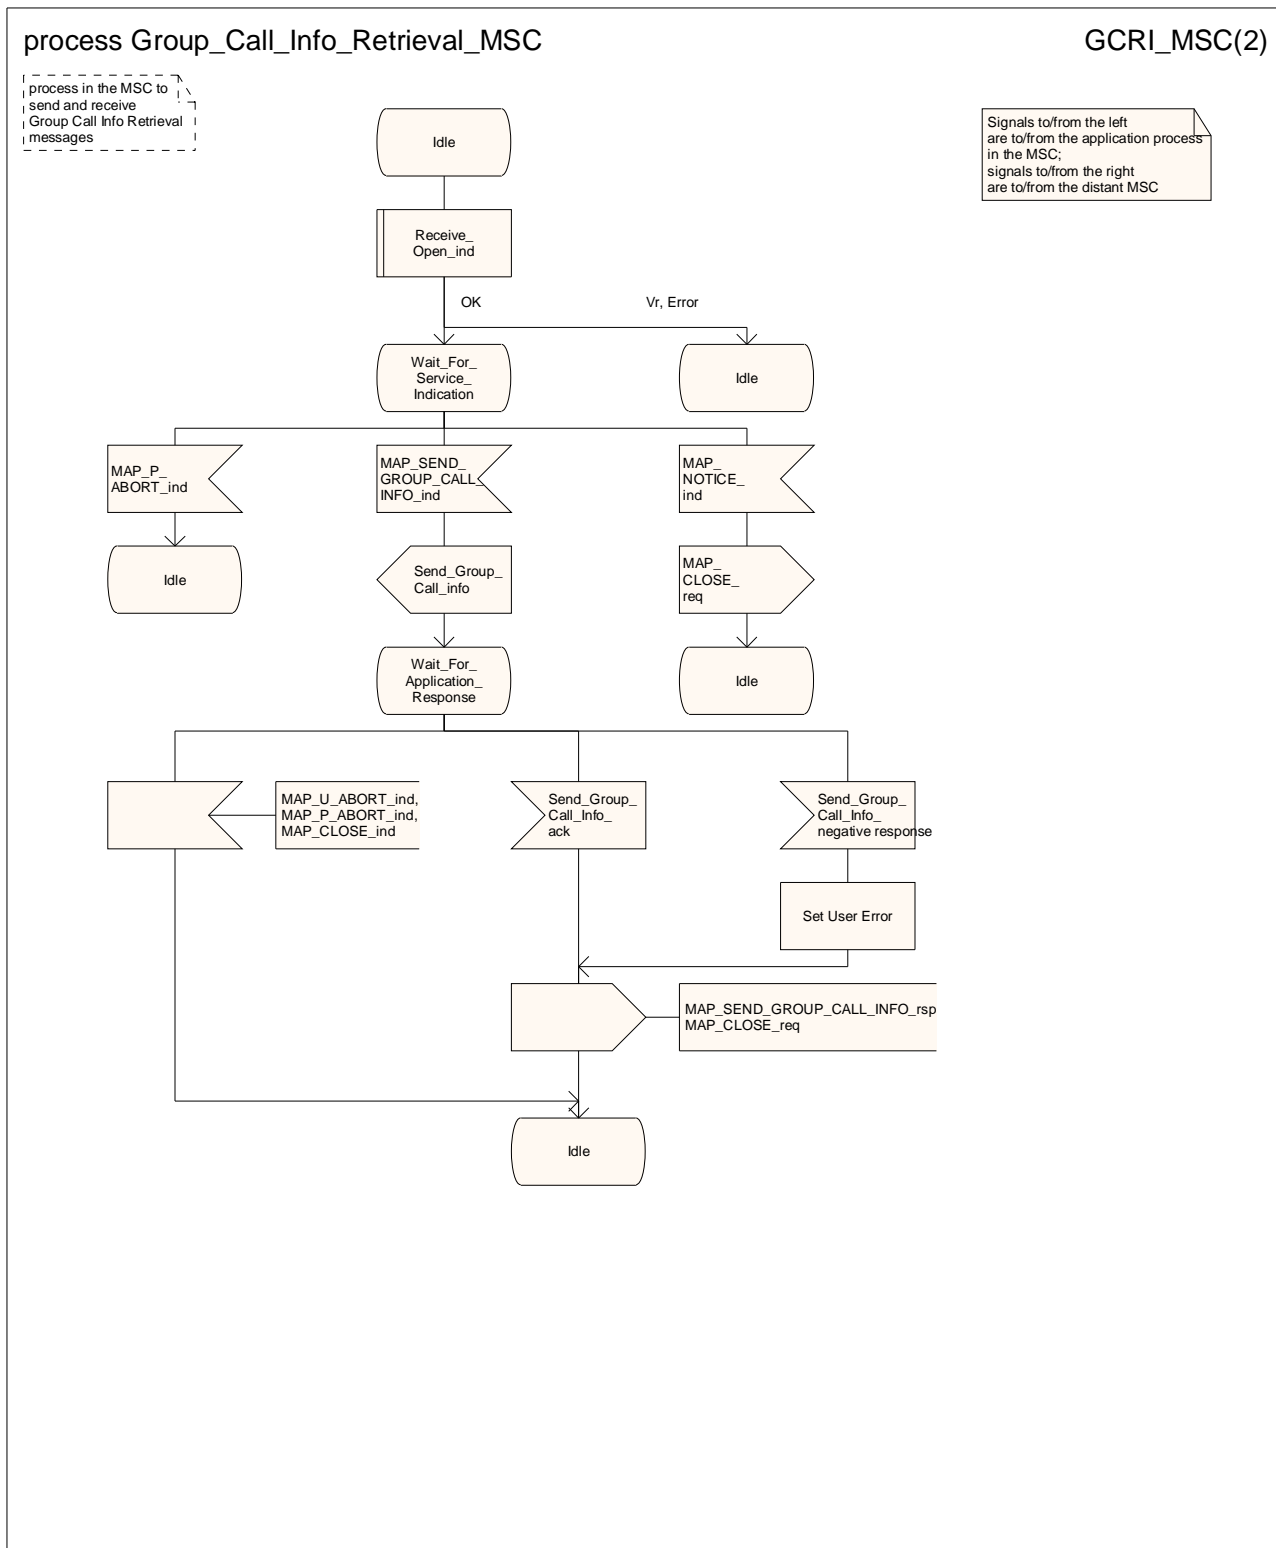 process Group_Call_Info_Retrieval_MSC
GCRI_MSC(2)
process in the MSC to
send and receive
Group Call Info Retrieval
messages
Signals to/from the left
are to/from the application process
in the MSC;
signals to/from the right
are to/from the distant MSC
Idle
Receive_
Open_ind
OK
Vr, Error
Wait_For_
Service_
Indication
Idle
MAP_P_
ABORT_ind
MAP_SEND_
GROUP_CALL_
INFO_ind
MAP_
NOTICE_
ind
Idle
Send_Group_
Call_info
MAP_
CLOSE_
req
Wait_For_
Application_
Response
Idle
MAP_U_ABORT_ind,
MAP_P_ABORT_ind,
MAP_CLOSE_ind
Send_Group_
Call_Info_
ack
Send_Group_
Call_Info_
negative response
Set User Error
MAP_SEND_GROUP_CALL_INFO_rsp
MAP_CLOSE_req
Idle